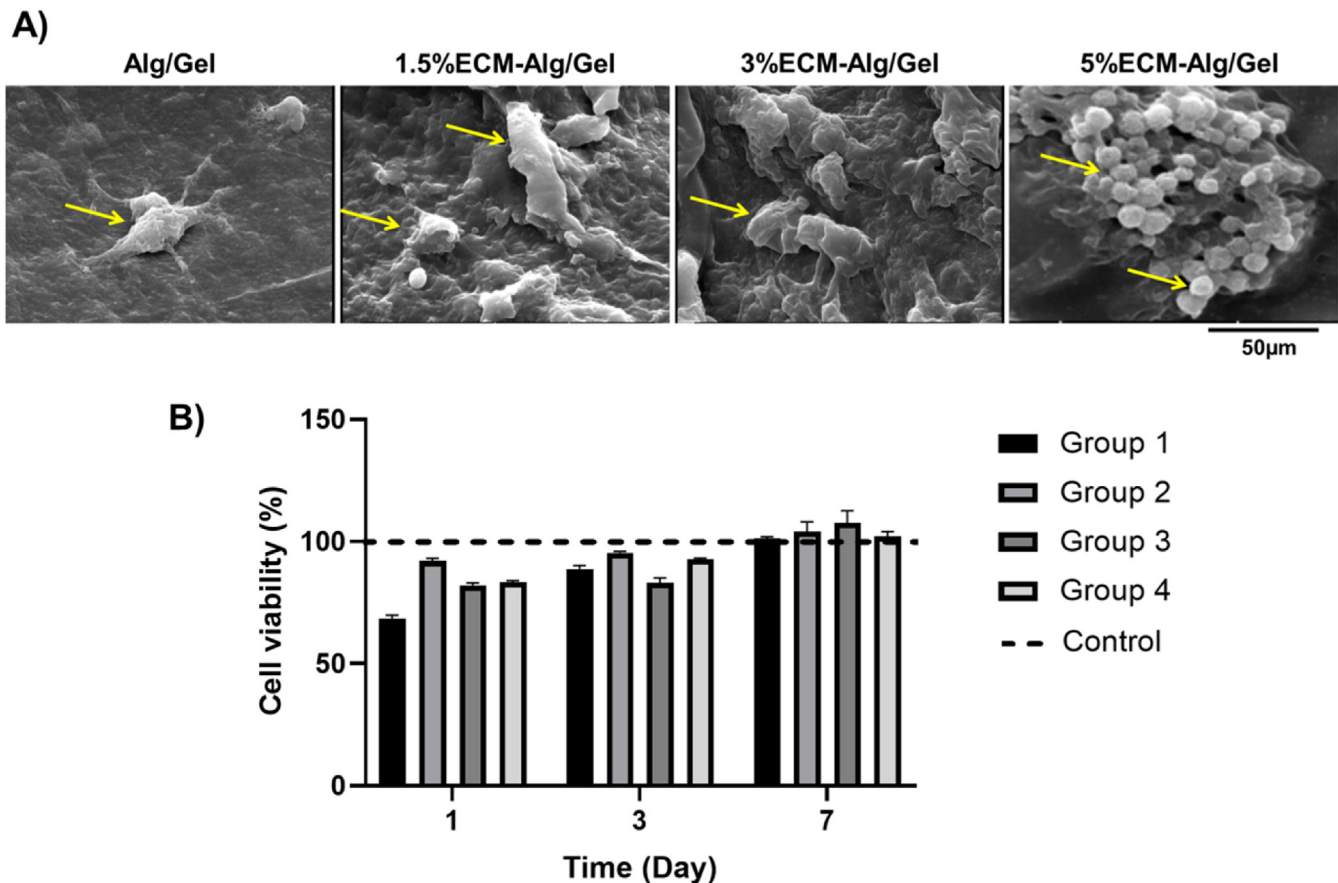 A)
Alg/Gel 1.5%ECM-Alg/Gel 3%ECM-Alg/Gel 5%ECM-Alg/Gel
50µm
B)
Cell viability (%)
150
100
50
0
1 3 7
Time (Day)
Group 1
Group 2
Group 3
Group 4
Control